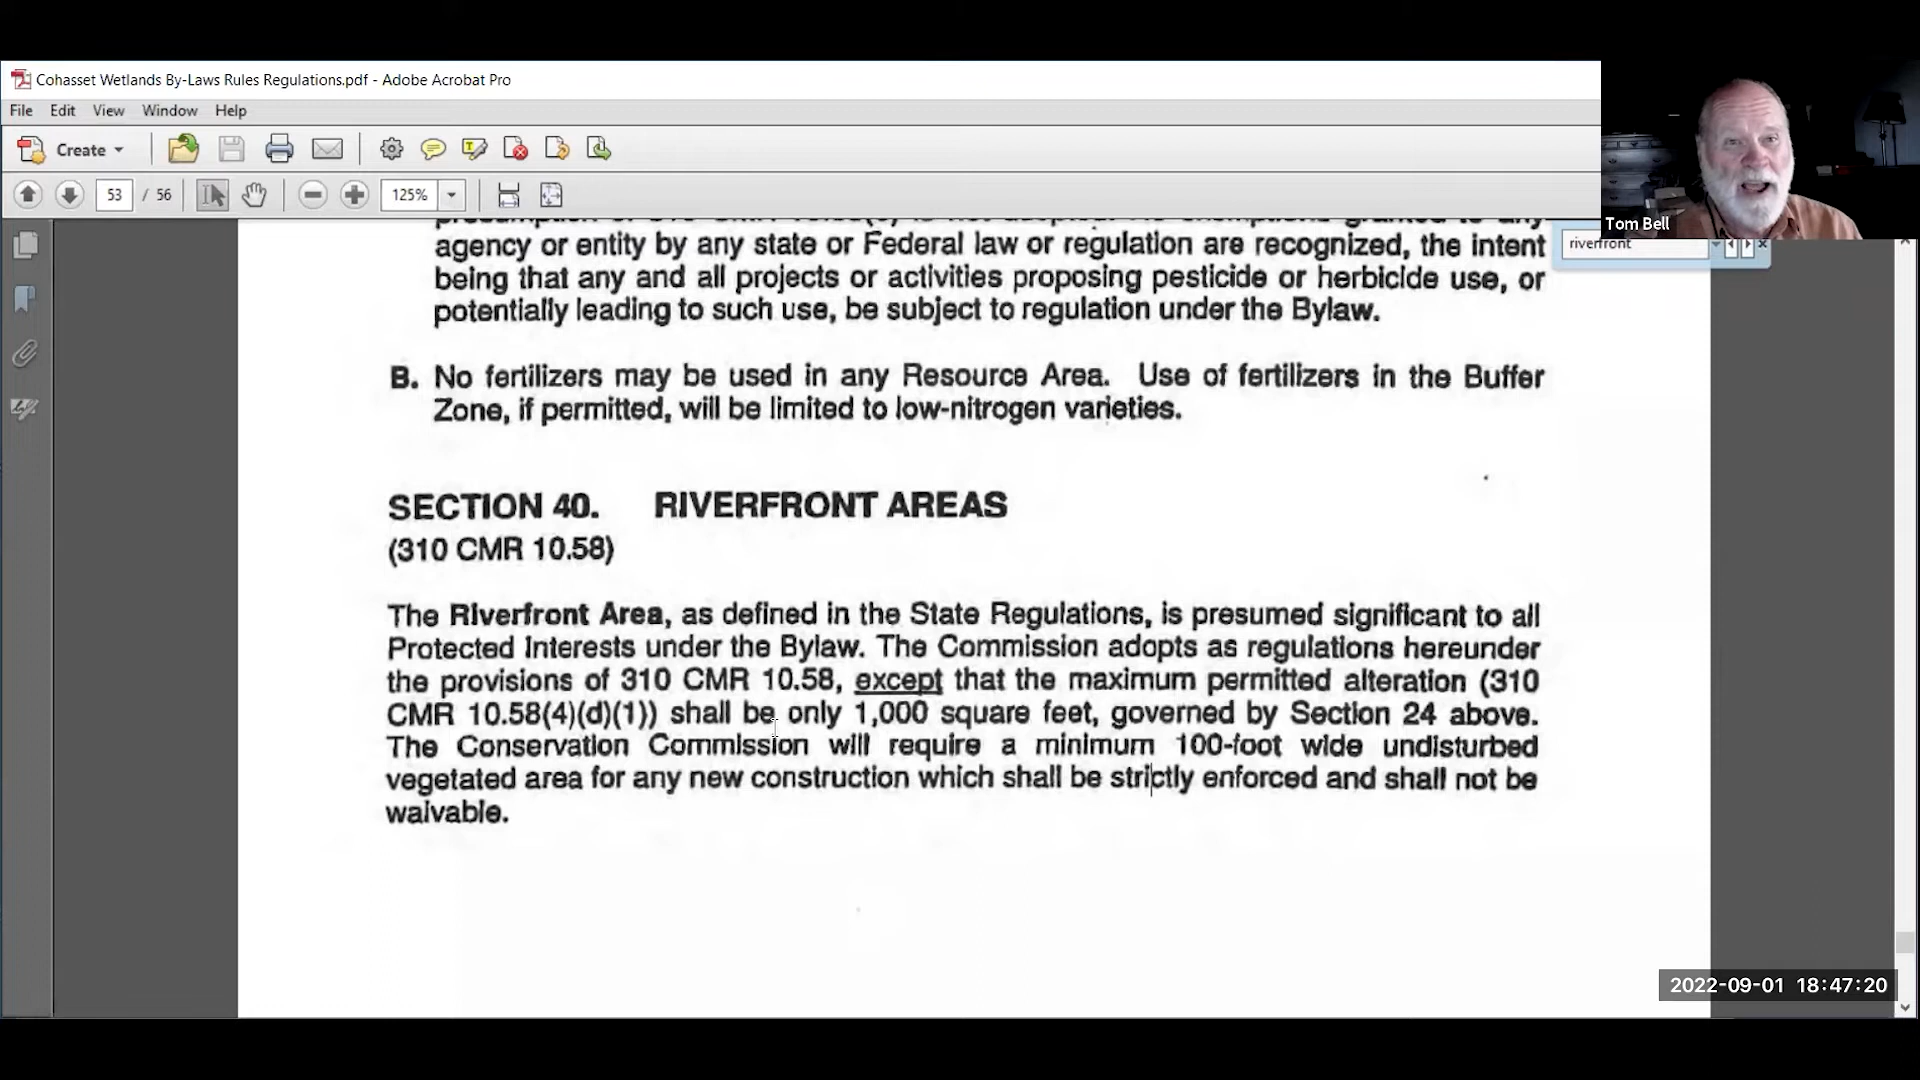 Cohasset Wetlands By-Laws Rules Regulations.pdf - Adobe Acrobat Pro
File Edit View Window Help
Create
53 / 56 125%
Tom Bell
riverfront
agency or entity by any state or Federal law or regulation are recognized, the intent
being that any and all projects or activities proposing pesticide or herbicide use, or
potentially leading to such use, be subject to regulation under the Bylaw.
B. No fertilizers may be used in any Resource Area. Use of fertilizers in the Buffer
Zone, if permitted, will be limited to low-nitrogen varieties.
SECTION 40. RIVERFRONT AREAS
(310 CMR 10.58)
The Riverfront Area, as defined in the State Regulations, is presumed significant to all
Protected Interests under the Bylaw. The Commission adopts as regulations hereunder
the provisions of 310 CMR 10.58, except that the maximum permitted alteration (310
CMR 10.58(4)(d)(1)) shall be only 1,000 square feet, governed by Section 24 above.
The Conservation Commission will require a minimum 100-foot wide undisturbed
vegetated area for any new construction which shall be strictly enforced and shall not be
waivable.
2022-09-01 18:47:20